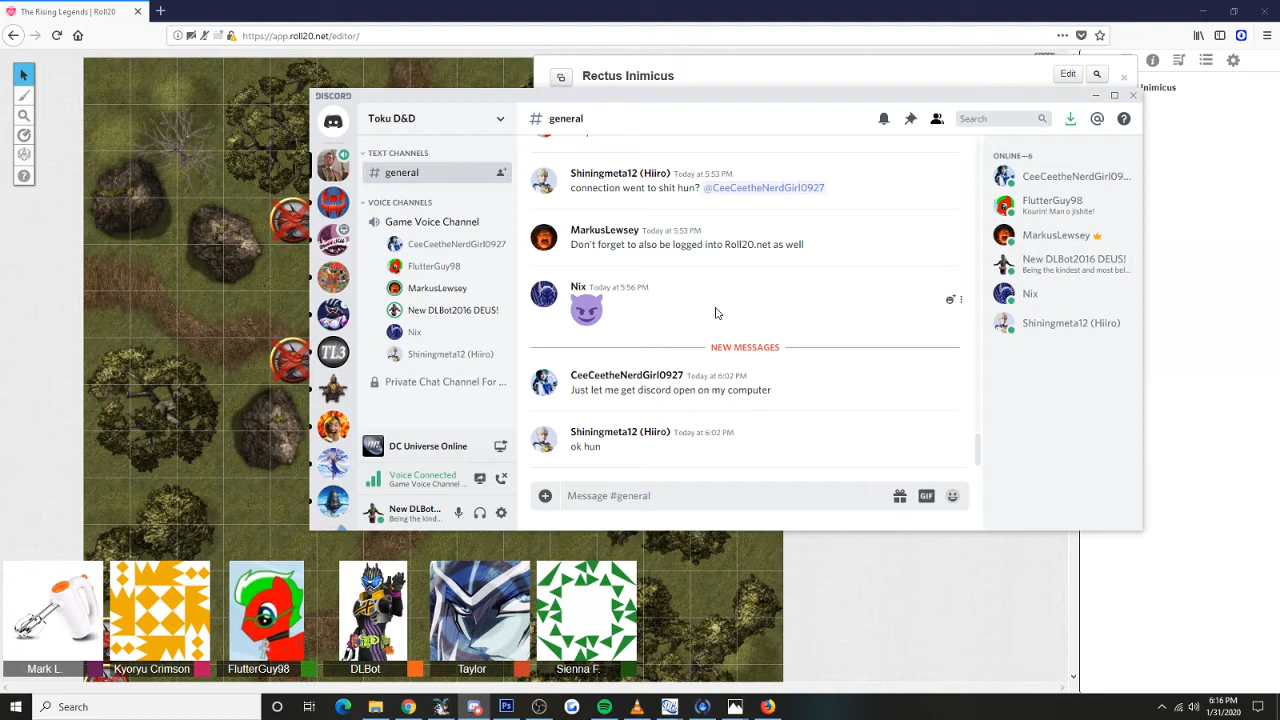 The Rising Legends | Roll20
https://app.roll20.net/editor/
Rectus Inimicus
Edit
Inimicus
DISCORD
Toku D&D
# general
Search
TEXT CHANNELS
# general
VOICE CHANNELS
Game Voice Channel
CeeCeetheNerdGirl0927
FlutterGuy98
MarkusLewsey
New DLBot2016 DEUS!
Nix
Shiningmeta12 (Hiiro)
Private Chat Channel For ...
TL3
DC Universe Online
Voice Connected
Game Voice Channel ...
New DLBot...
Being the kind...
Shiningmeta12 (Hiiro) Today at 5:53 PM
connection went to shit hun? @CeeCeetheNerdGirl0927
MarkusLewsey Today at 5:53 PM
Don't forget to also be logged into Roll20.net as well
Nix Today at 5:56 PM
NEW MESSAGES
CeeCeetheNerdGirl0927 Today at 6:02 PM
Just let me get discord open on my computer
Shiningmeta12 (Hiiro) Today at 6:02 PM
ok hun
Message #general
GIF
ONLINE—6
CeeCeetheNerdGirl09...
FlutterGuy98
Kourin! Man o jishite!
MarkusLewsey
New DLBot2016 DEUS!
Being the kindest and most bel...
Nix
Shiningmeta12 (Hiiro)
Mark L.
Kyoryu Crimson
FlutterGuy98
DLBot
Taylor
Sienna F.
Search
6:16 PM
1/31/2020